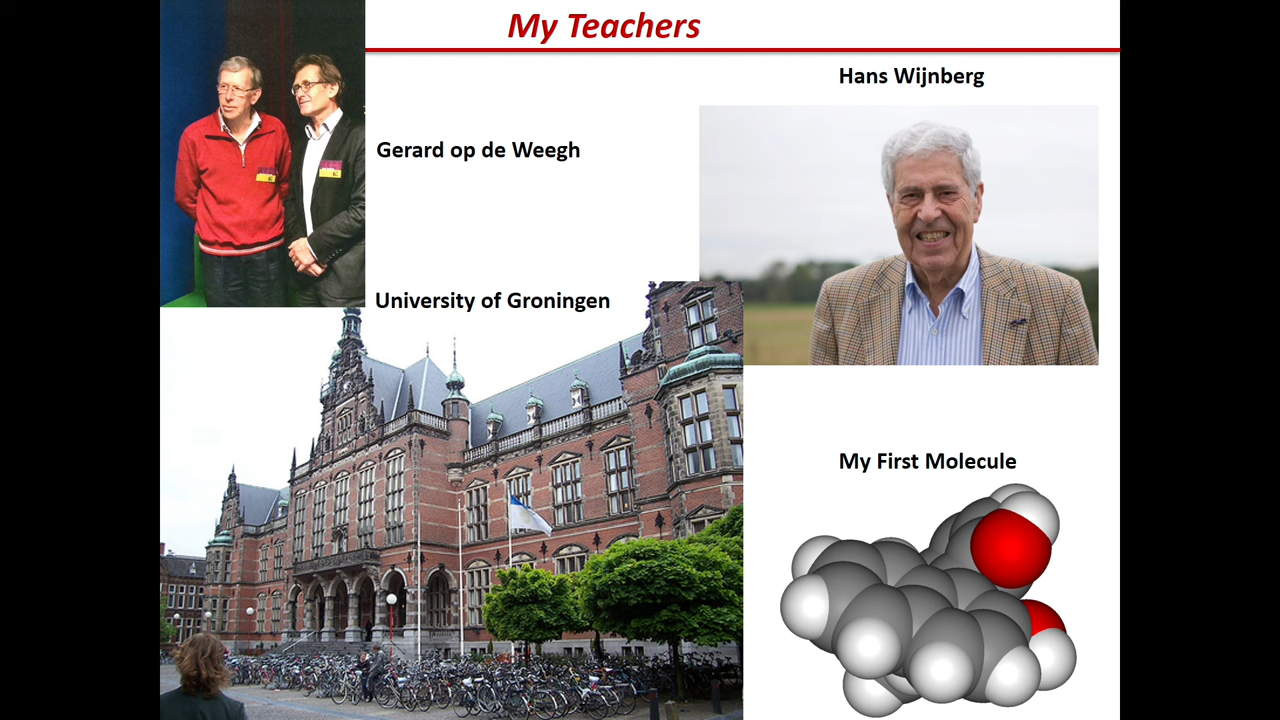 My Teachers
Hans Wijnberg
Gerard op de Weegh
University of Groningen
My First Molecule